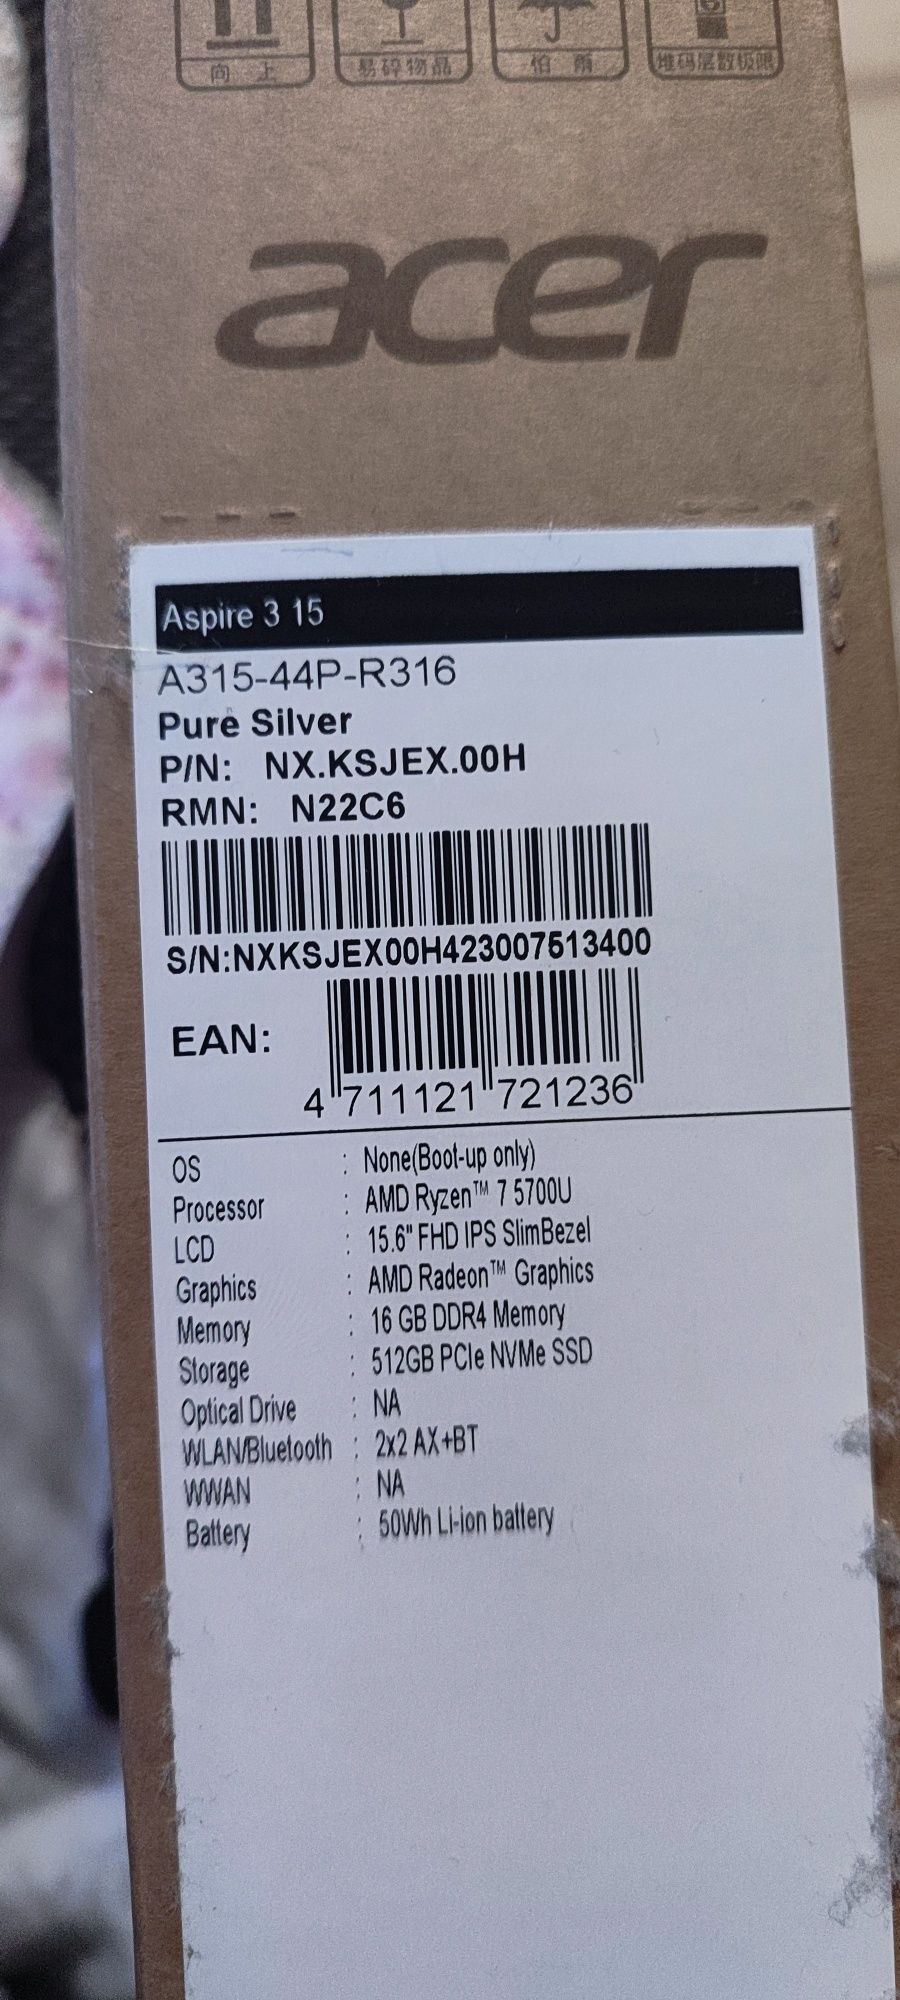 向 上 易碎物品 怕 雨 堆码层数极限
acer
Aspire 3 15
A315-44P-R316
Pure Silver
P/N: NX.KSJEX.00H
RMN: N22C6
S/N:NXKSJEX00H423007513400
EAN:
4 711121 721236
OS : None(Boot-up only)
Processor : AMD Ryzen™ 7 5700U
LCD : 15.6" FHD IPS SlimBezel
Graphics : AMD Radeon™ Graphics
Memory : 16 GB DDR4 Memory
Storage : 512GB PCIe NVMe SSD
Optical Drive : NA
WLAN/Bluetooth : 2x2 AX+BT
WWAN : NA
Battery : 50Wh Li-ion battery